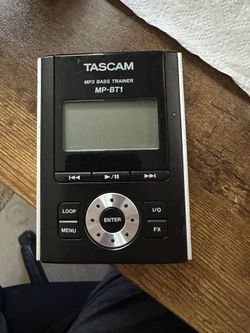 TASCAM
MP3 BASS TRAINER
MP-BT1
LOOP
I/O
ENTER
MENU
FX